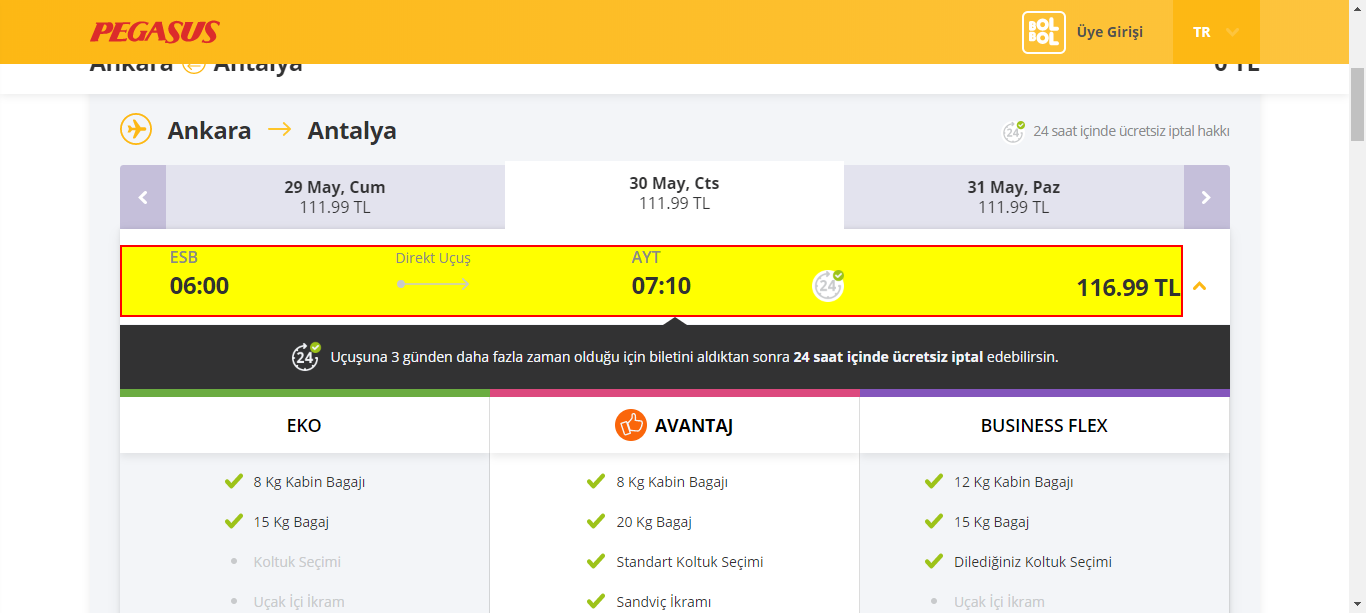 PEGASUS
BOL BOL
Üye Girişi
TR
Ankara Antalya
0 TL
Ankara → Antalya
24 24 saat içinde ücretsiz iptal hakkı
29 May, Cum
111.99 TL
30 May, Cts
111.99 TL
31 May, Paz
111.99 TL
ESB
06:00
Direkt Uçuş
AYT
07:10
24
116.99 TL
24 Uçuşuna 3 günden daha fazla zaman olduğu için biletini aldıktan sonra 24 saat içinde ücretsiz iptal edebilirsin.
EKO
8 Kg Kabin Bagajı
15 Kg Bagaj
Koltuk Seçimi
Uçak İçi İkram
AVANTAJ
8 Kg Kabin Bagajı
20 Kg Bagaj
Standart Koltuk Seçimi
Sandviç İkramı
BUSINESS FLEX
12 Kg Kabin Bagajı
15 Kg Bagaj
Dilediğiniz Koltuk Seçimi
Uçak İçi İkram